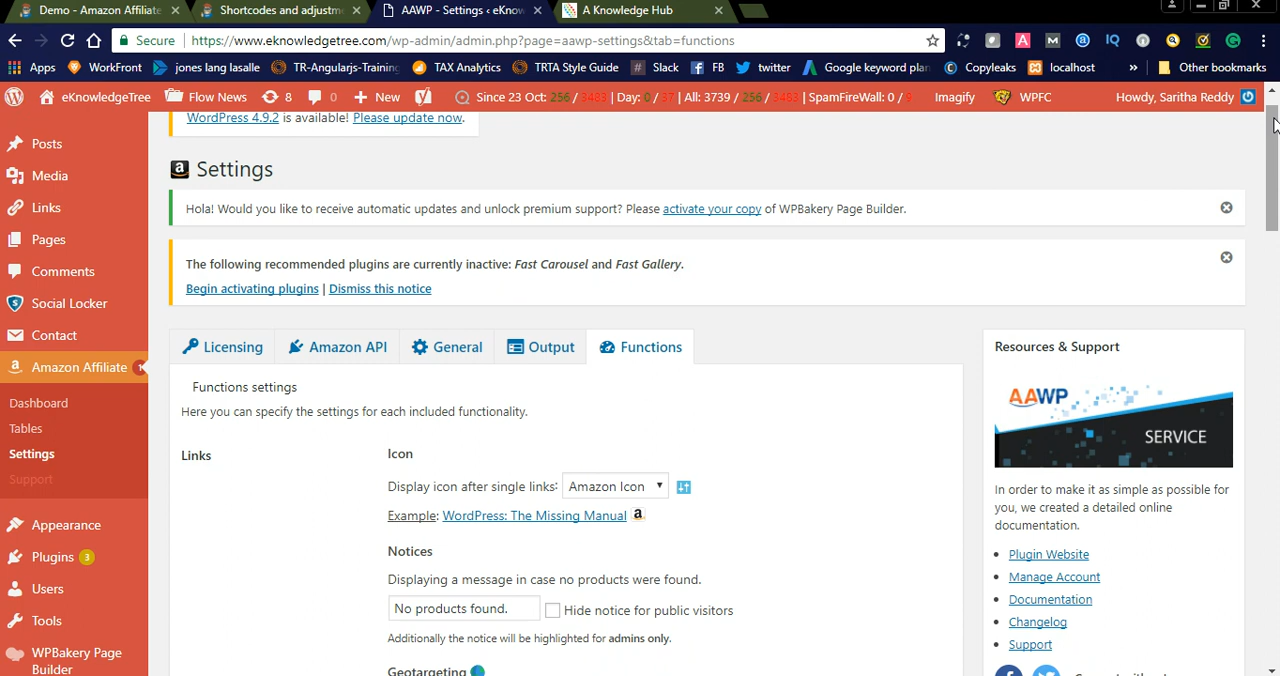 Demo - Amazon Affiliate
Shortcodes and adjustm
AAWP - Settings ‹ eKnow
A Knowledge Hub
Secure https://www.eknowledgetree.com/wp-admin/admin.php?page=aawp-settings&tab=functions
Apps WorkFront jones lang lasalle TR-Angularjs-Training TAX Analytics TRTA Style Guide Slack FB twitter Google keyword plan Copyleaks localhost » Other bookmarks
eKnowledgeTree Flow News 8 0 New Since 23 Oct: 256 / 3483 | Day: 0 / 37 | All: 3739 / 256 / 3483 | SpamFireWall: 0 / 9 Imagify WPFC Howdy, Saritha Reddy
WordPress 4.9.2 is available! Please update now.
Posts
Media
Links
Pages
Comments
Social Locker
Contact
Amazon Affiliate 1
Dashboard
Tables
Settings
Support
Appearance
Plugins 3
Users
Tools
WPBakery Page
Builder
Settings
Hola! Would you like to receive automatic updates and unlock premium support? Please activate your copy of WPBakery Page Builder.
The following recommended plugins are currently inactive: Fast Carousel and Fast Gallery.
Begin activating plugins | Dismiss this notice
Licensing Amazon API General Output Functions
Functions settings
Here you can specify the settings for each included functionality.
Links
Icon
Display icon after single links: Amazon Icon
Example: WordPress: The Missing Manual
Notices
Displaying a message in case no products were found.
No products found. Hide notice for public visitors
Additionally the notice will be highlighted for admins only.
Geotargeting
Resources & Support
AAWP
SERVICE
In order to make it as simple as possible for
you, we created a detailed online
documentation.
Plugin Website
Manage Account
Documentation
Changelog
Support